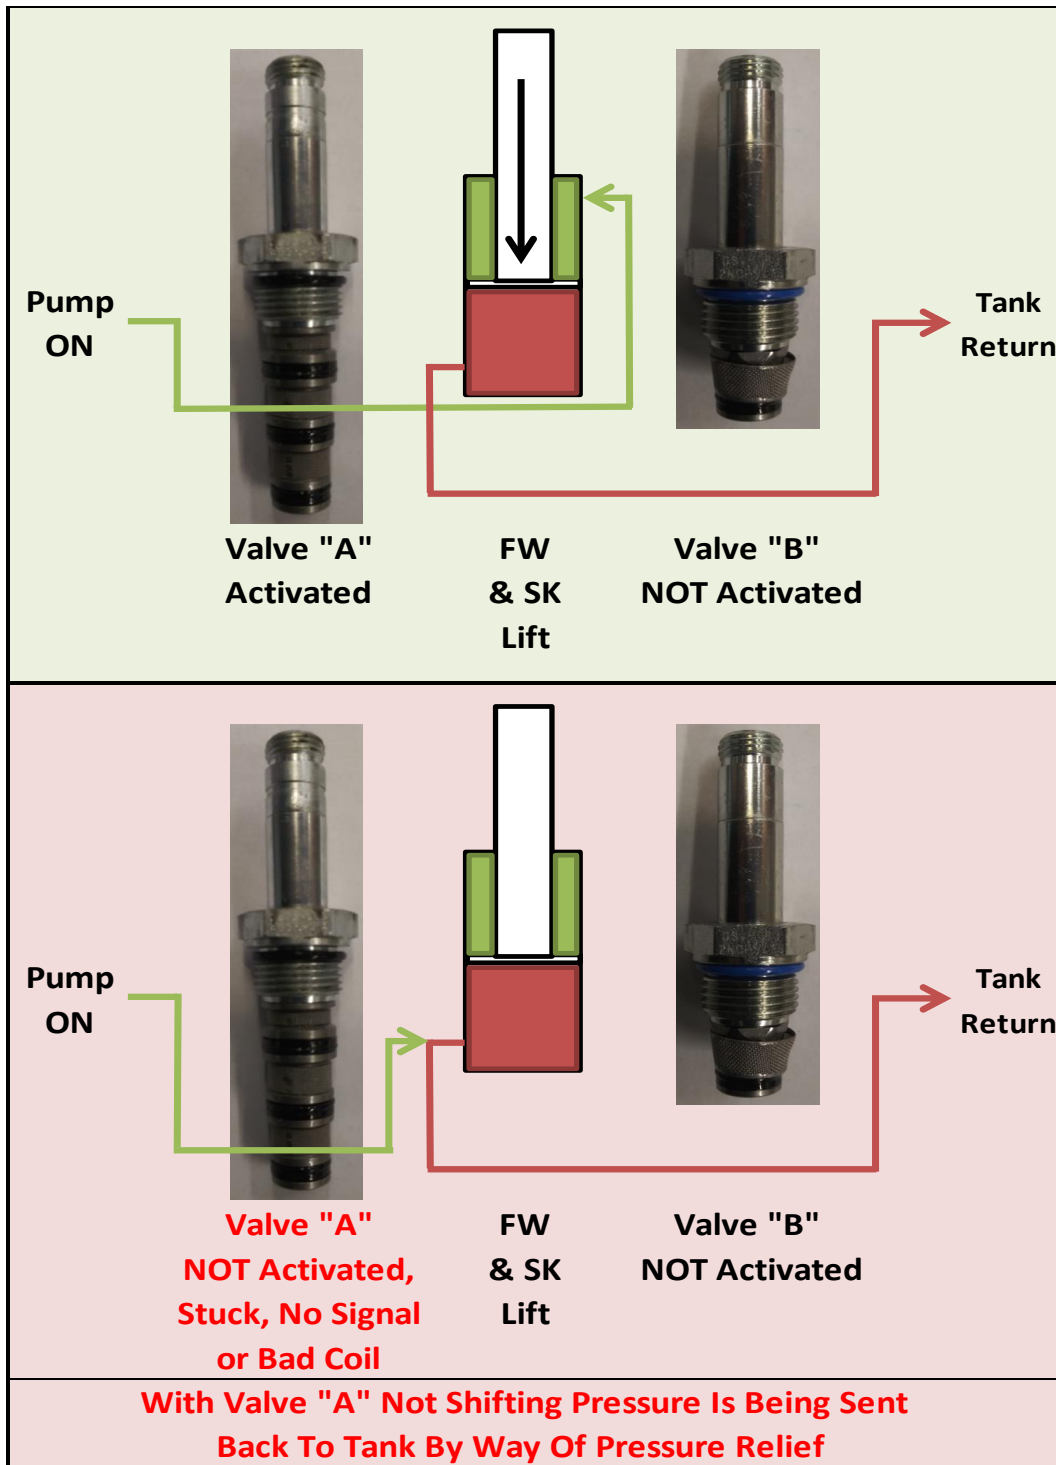 Pump
ON
Tank
Return
Valve "A"
Activated
FW
& SK
Lift
Valve "B"
NOT Activated
Pump
ON
Tank
Return
Valve "A"
NOT Activated,
Stuck, No Signal
or Bad Coil
FW
& SK
Lift
Valve "B"
NOT Activated
With Valve "A" Not Shifting Pressure Is Being Sent
Back To Tank By Way Of Pressure Relief